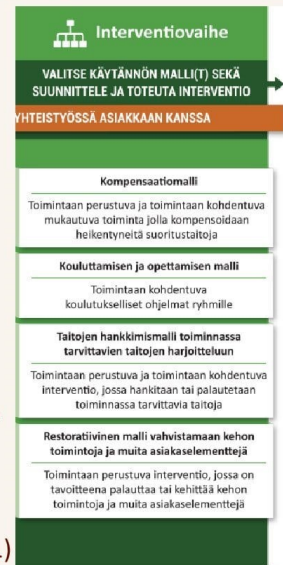 Interventiovaihe
VALITSE KÄYTÄNNÖN MALLI(T) SEKÄ
SUUNNITTELE JA TOTEUTA INTERVENTIO
YHTEISTYÖSSÄ ASIAKKAAN KANSSA
Kompensaatiomalli
Toimintaan perustuva ja toimintaan kohdentuva
mukautuva toiminta jolla kompensoidaan
heikentyneitä suoritustaitoja
Kouluttamisen ja opettamisen malli
Toimintaan kohdentuva
koulutukselliset ohjelmat ryhmille
Taitojen hankkimismalli toiminnassa
tarvittavien taitojen harjoitteluun
Toimintaan perustuva ja toimintaan kohdentuva
interventio, jossa hankitaan tai palautetaan
toiminnassa tarvittavia taitoja
Restoratiivinen malli vahvistamaan kehon
toimintoja ja muita asiakaselementtejä
Toimintaan perustuva interventio, jossa on
tavoitteena palauttaa tai kehittää kehon
toimintoja ja muita asiakaselementtejä
)